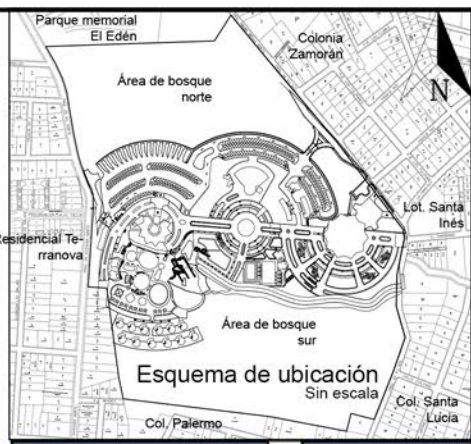 Parque memorial
El Edén
Colonia
Zamorán
Área de bosque
norte
N
Lot. Santa
Inés
Residencial Te-
rranova
Área de bosque
sur
Esquema de ubicación
Sin escala
Col. Santa
Lucia
Col. Palermo